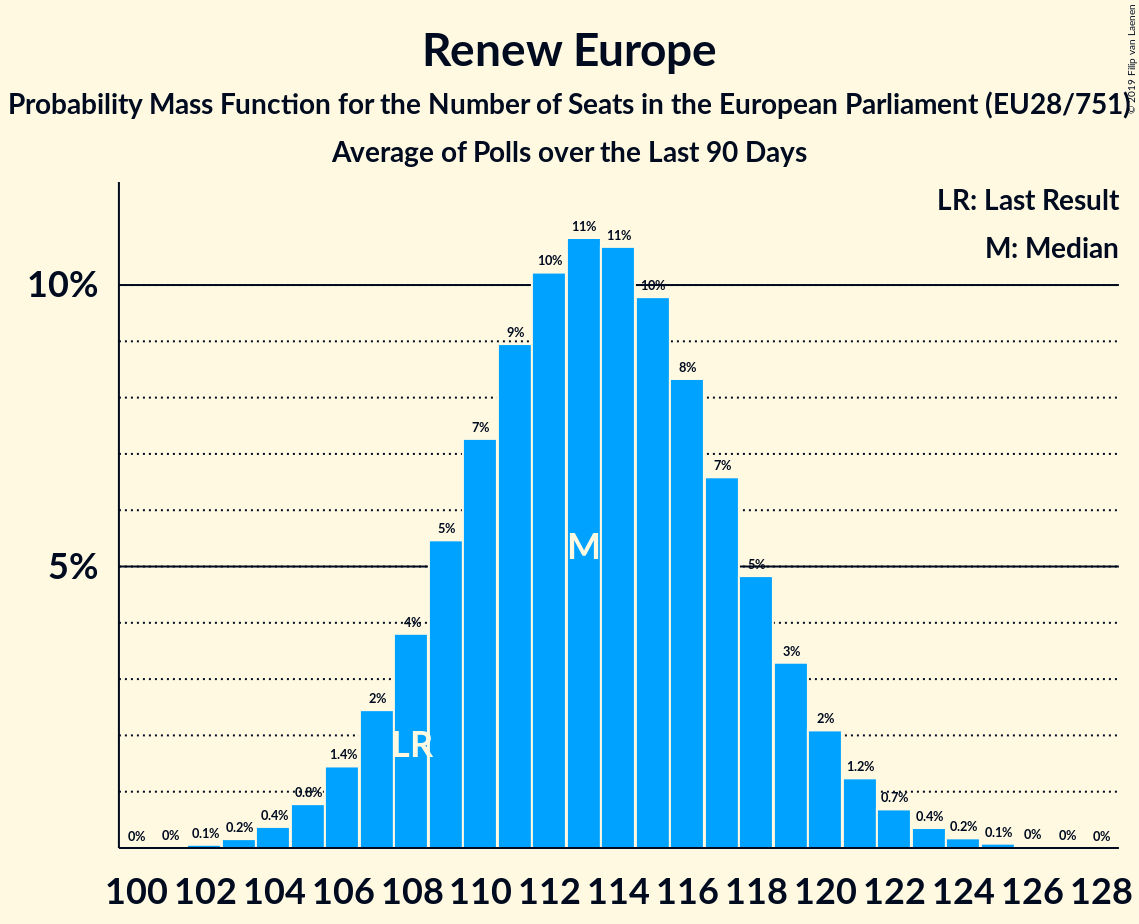 Renew Europe
Probability Mass Function for the Number of Seats in the European Parliament (EU28/751)
Average of Polls over the Last 90 Days
© 2019 Filip van Laenen
LR: Last Result
M: Median
10%
5%
0% 0% 0.1% 0.2% 0.4% 0.8% 1.4% 2% 4% 5% 7% 9% 10% 11% 11% 10% 8% 7% 5% 3% 2% 1.2% 0.7% 0.4% 0.2% 0.1% 0% 0% 0%
M
LR
100 102 104 106 108 110 112 114 116 118 120 122 124 126 128